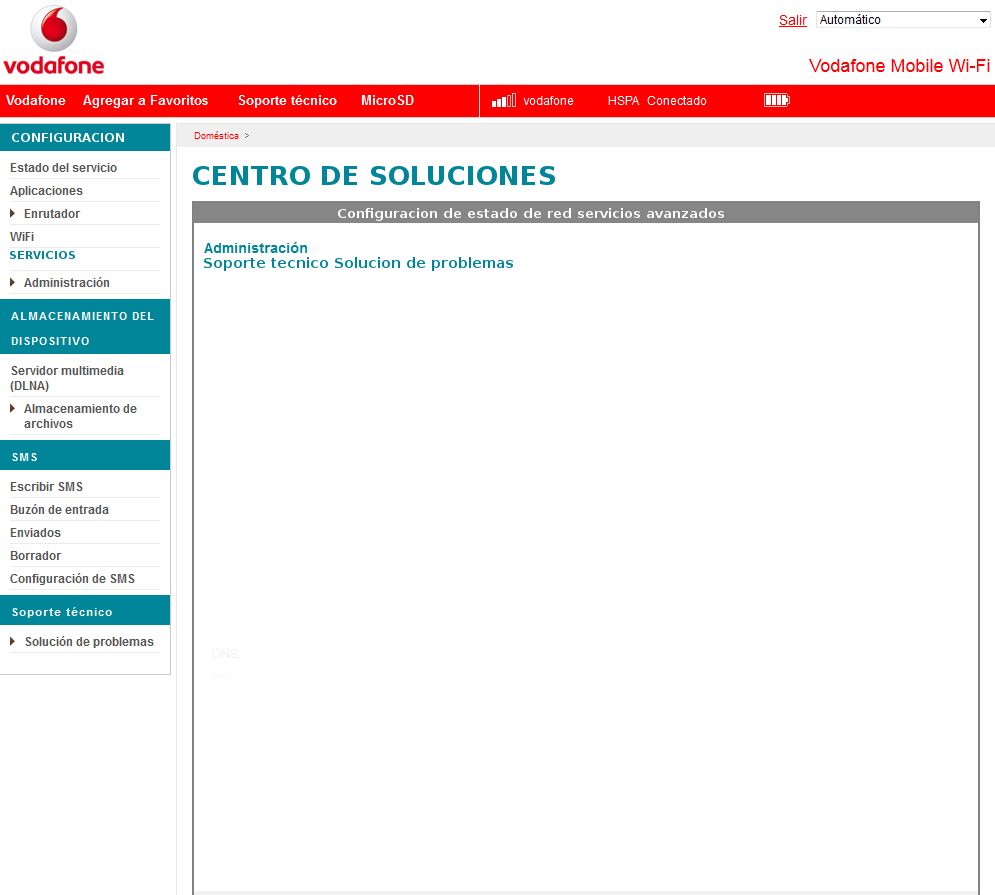 Salir
Automático
vodafone
Vodafone Mobile Wi-Fi
Vodafone Agregar a Favoritos Soporte técnico MicroSD vodafone HSPA Conectado
CONFIGURACION
Estado del servicio
Aplicaciones
Enrutador
WiFi
SERVICIOS
Administración
ALMACENAMIENTO DEL
DISPOSITIVO
Servidor multimedia
(DLNA)
Almacenamiento de
archivos
SMS
Escribir SMS
Buzón de entrada
Enviados
Borrador
Configuración de SMS
Soporte técnico
Solución de problemas
Doméstica >
CENTRO DE SOLUCIONES
Configuracion de estado de red servicios avanzados
Administración
Soporte tecnico Solucion de problemas
DNS: